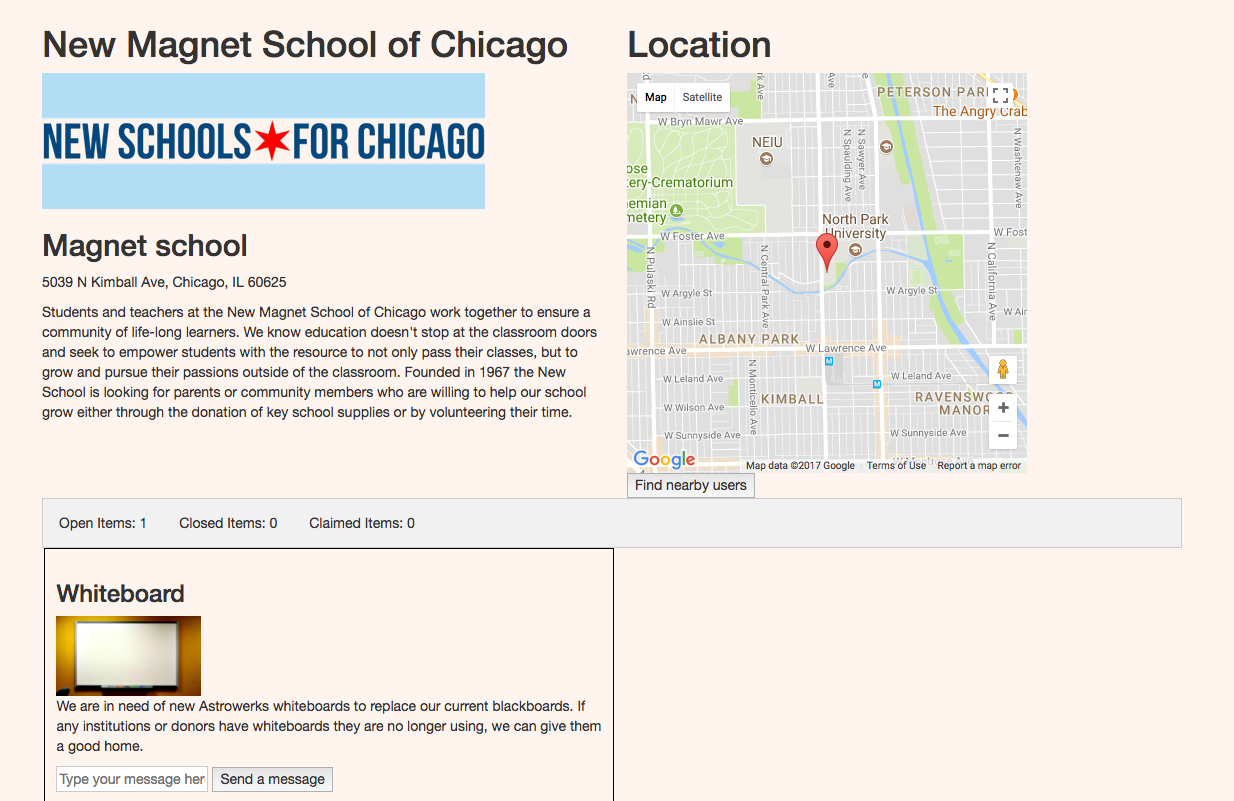 New Magnet School of Chicago
NEW SCHOOLS FOR CHICAGO
Magnet school
5039 N Kimball Ave, Chicago, IL 60625
Students and teachers at the New Magnet School of Chicago work together to ensure a
community of life-long learners. We know education doesn't stop at the classroom doors
and seek to empower students with the resource to not only pass their classes, but to
grow and pursue their passions outside of the classroom. Founded in 1967 the New
School is looking for parents or community members who are willing to help our school
grow either through the donation of key school supplies or by volunteering their time.
Location
Map
Satellite
PETERSON PARK
The Angry Crab
W Bryn Mawr Ave
NEIU
N Spaulding Ave
N Sawyer Ave
N Washtenaw Ave
ose
ery-Crematorium
emian
metery
North Park
University
W Foster Ave
W Fost
N Pulaski Rd
N Central Park Ave
N California Ave
W Argyle St
W Argyle St
W Ainslie St
W Air
ALBANY PARK
awrence Ave
W Lawrence Ave
W Leland Ave
W Leland Ave
N Monticello Ave
KIMBALL
RAVENSWOOD
MANOR
W Wilson Ave
W Sunnyside Ave
W Sunnyside Ave
Google
Map data ©2017 Google
Terms of Use
Report a map error
Find nearby users
Open Items: 1
Closed Items: 0
Claimed Items: 0
Whiteboard
We are in need of new Astrowerks whiteboards to replace our current blackboards. If
any institutions or donors have whiteboards they are no longer using, we can give them
a good home.
Type your message her
Send a message